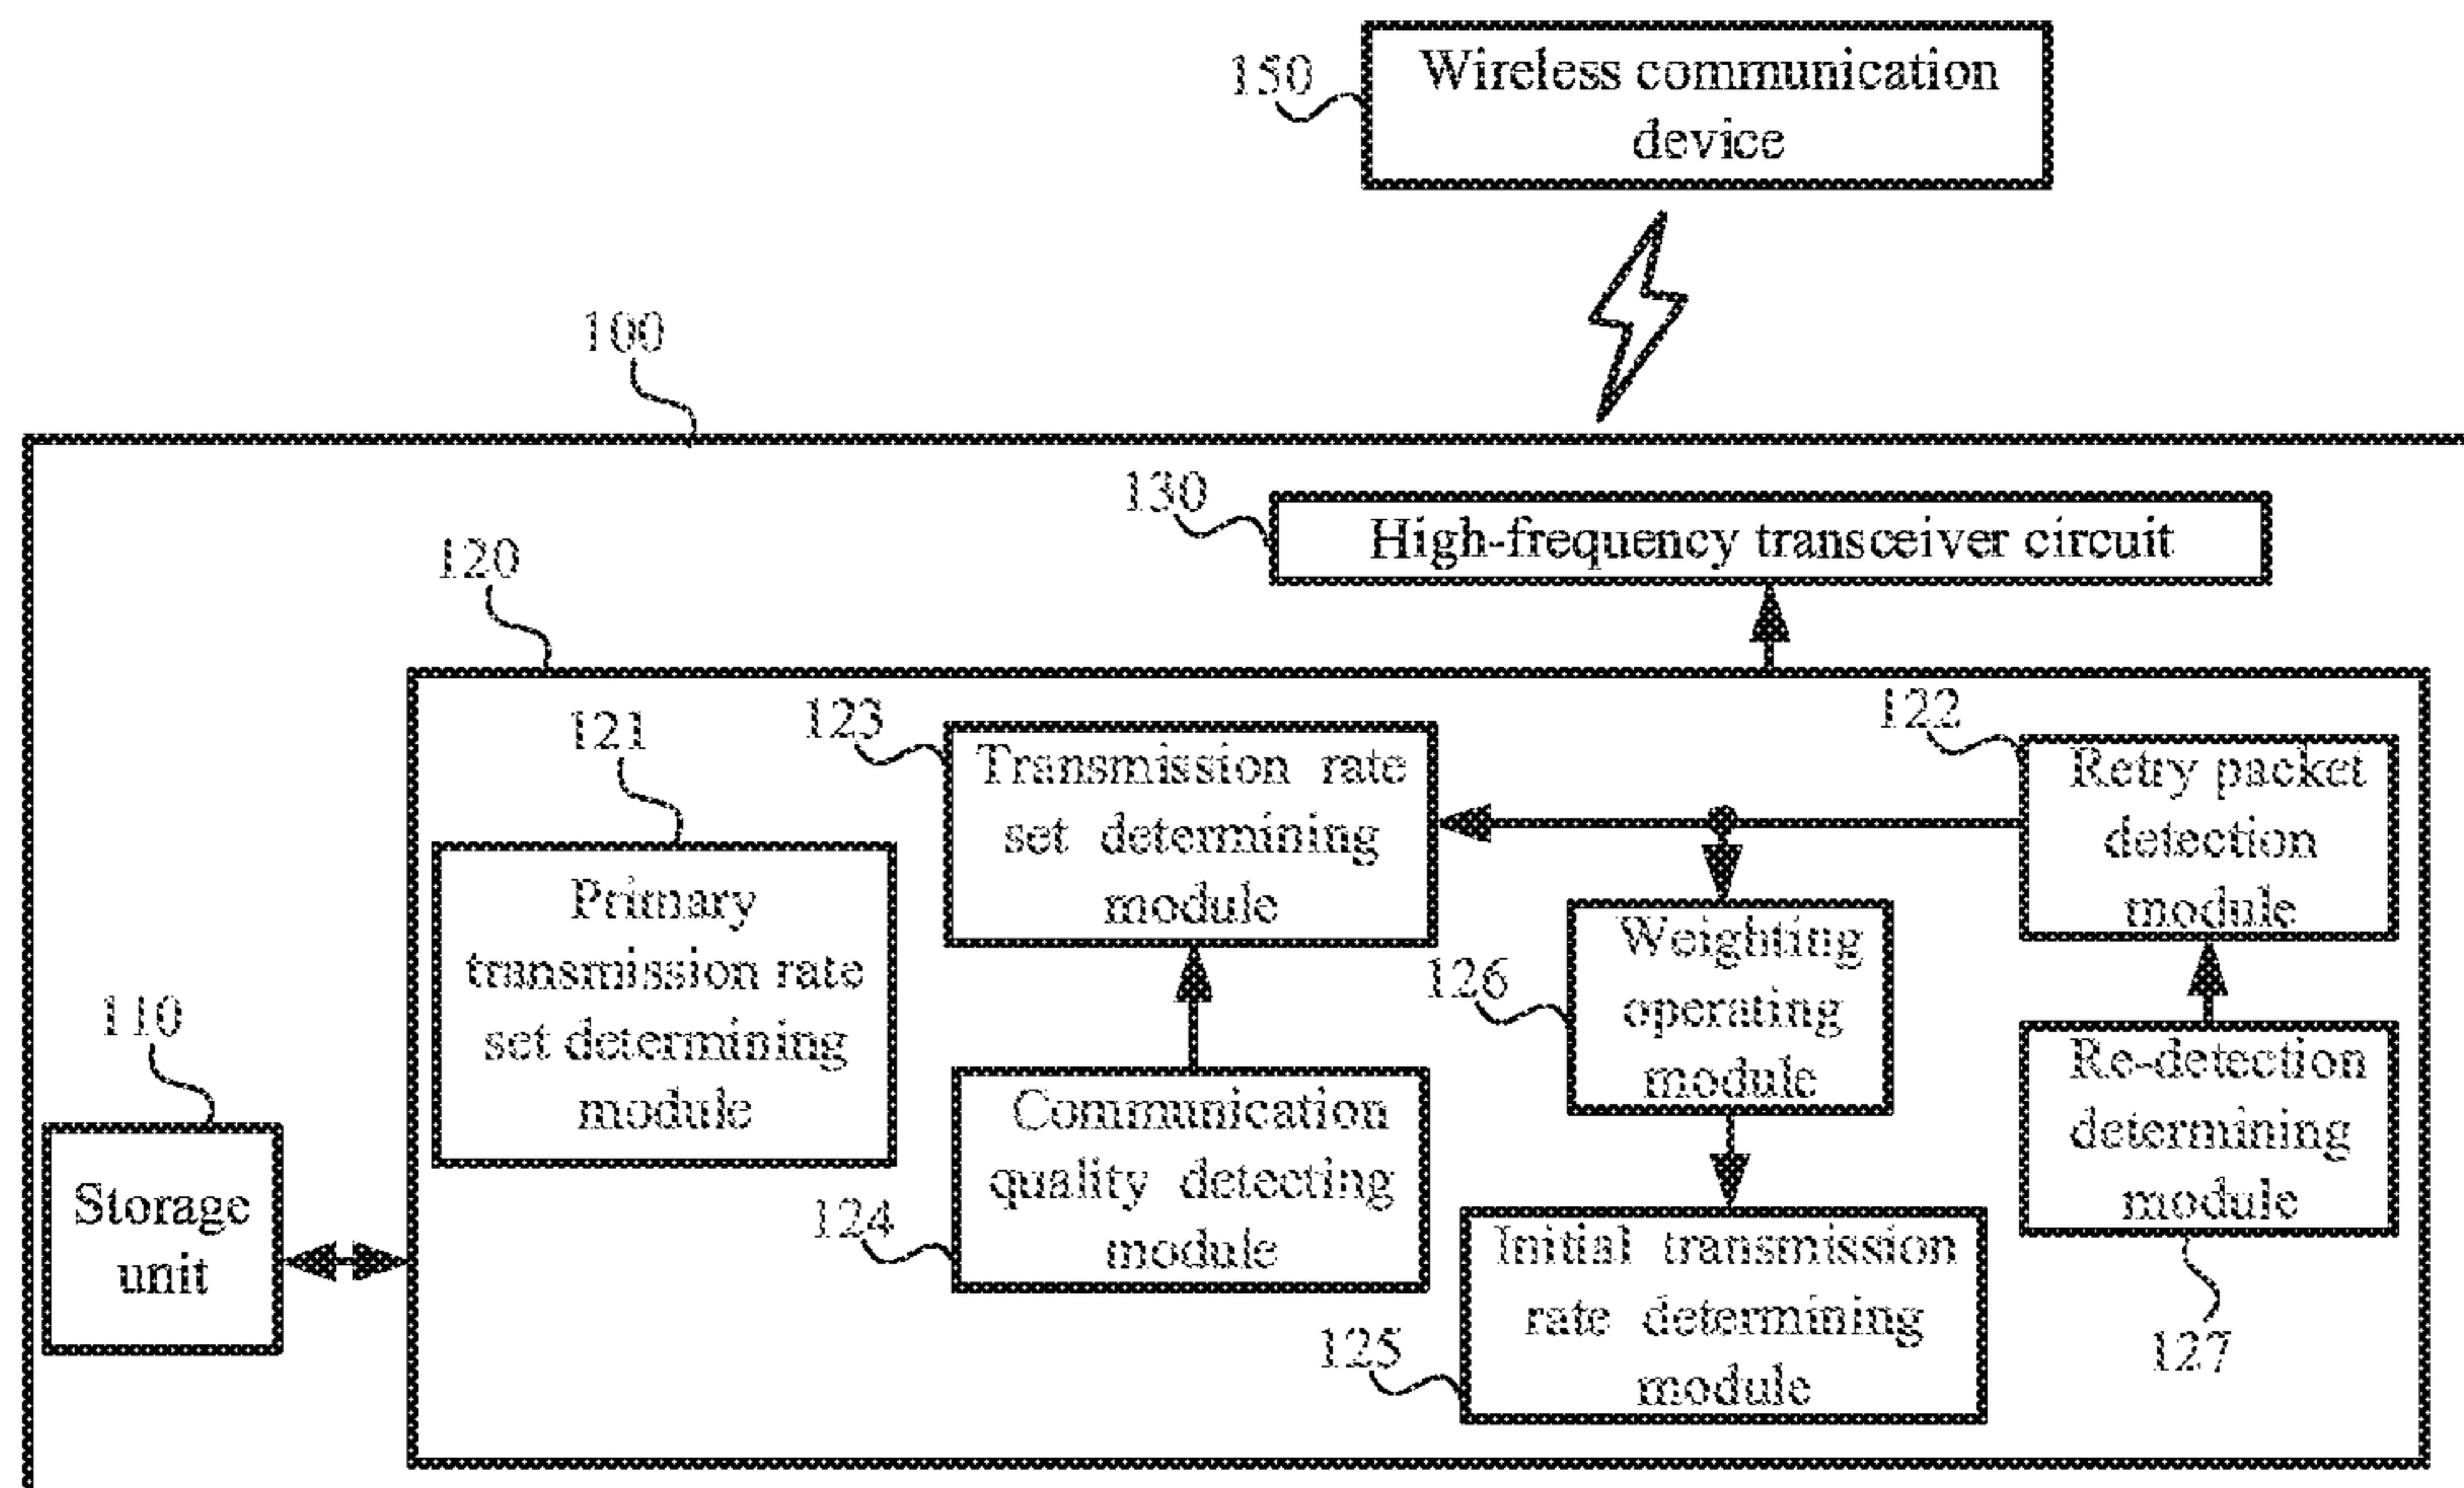 150
Wireless communication
device
100
130
High-frequency transceiver circuit
120
121
Primary
transmission rate
set determining
module
123
Transmission rate
set determining
module
122
Retry packet
detection
module
126
Weighting
operating
module
110
Storage
unit
124
Communication
quality detecting
module
125
Initial transmission
rate determining
module
Re-detection
determining
module
127